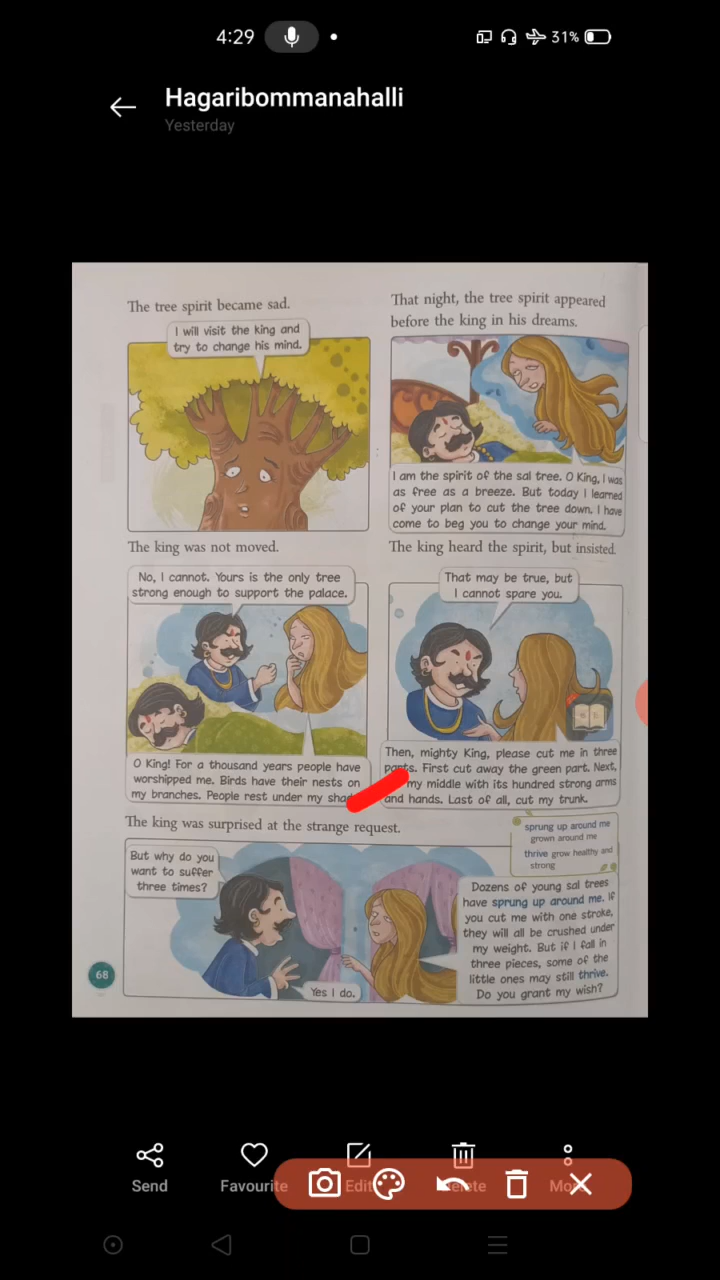 4:29
31%
Hagaribommanahalli
Yesterday
The tree spirit became sad.
I will visit the king and
try to change his mind.
That night, the tree spirit appeared
before the king in his dreams.
I am the spirit of the sal tree. O King, I was
as free as a breeze. But today I learned
of your plan to cut the tree down. I have
come to beg you to change your mind.
The king was not moved.
No, I cannot. Yours is the only tree
strong enough to support the palace.
O King! For a thousand years people have
worshipped me. Birds have their nests on
my branches. People rest under my
The king heard the spirit, but insisted.
That may be true, but
I cannot spare you.
Then, mighty King, please cut me in three
parts. First cut away the green part. Next,
my middle with its hundred strong arms
and hands. Last of all, cut my trunk.
The king was surprised at the strange request.
sprung up around me
grown around me
thrive grow healthy and
strong
But why do you
want to suffer
three times?
Yes I do.
Dozens of young sal trees
have sprung up around me. If
you cut me with one stroke,
they will all be crushed under
my weight. But if I fall in
three pieces, some of the
little ones may still thrive.
Do you grant my wish?
68
Send
Favourite
Edit
More